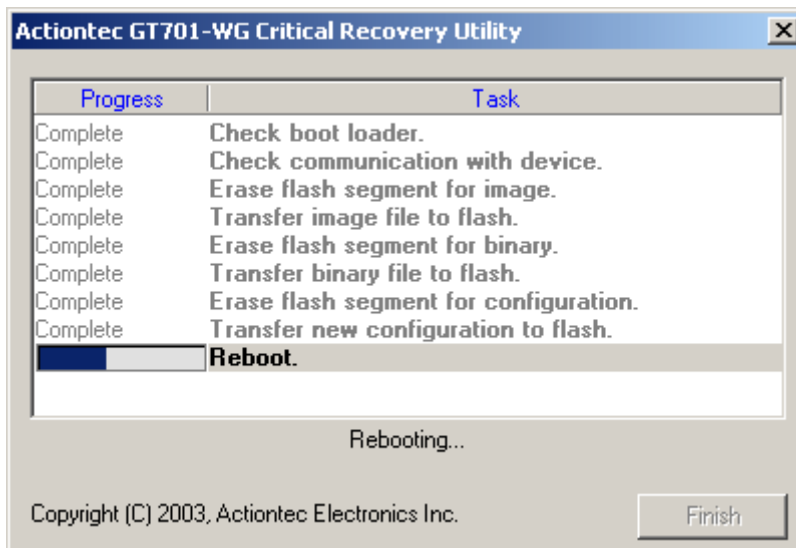 Actiontec GT701-WG Critical Recovery Utility
Progress Task
Complete Check boot loader.
Complete Check communication with device.
Complete Erase flash segment for image.
Complete Transfer image file to flash.
Complete Erase flash segment for binary.
Complete Transfer binary file to flash.
Complete Erase flash segment for configuration.
Complete Transfer new configuration to flash.
Reboot.
Rebooting...
Copyright (C) 2003, Actiontec Electronics Inc.
Finish